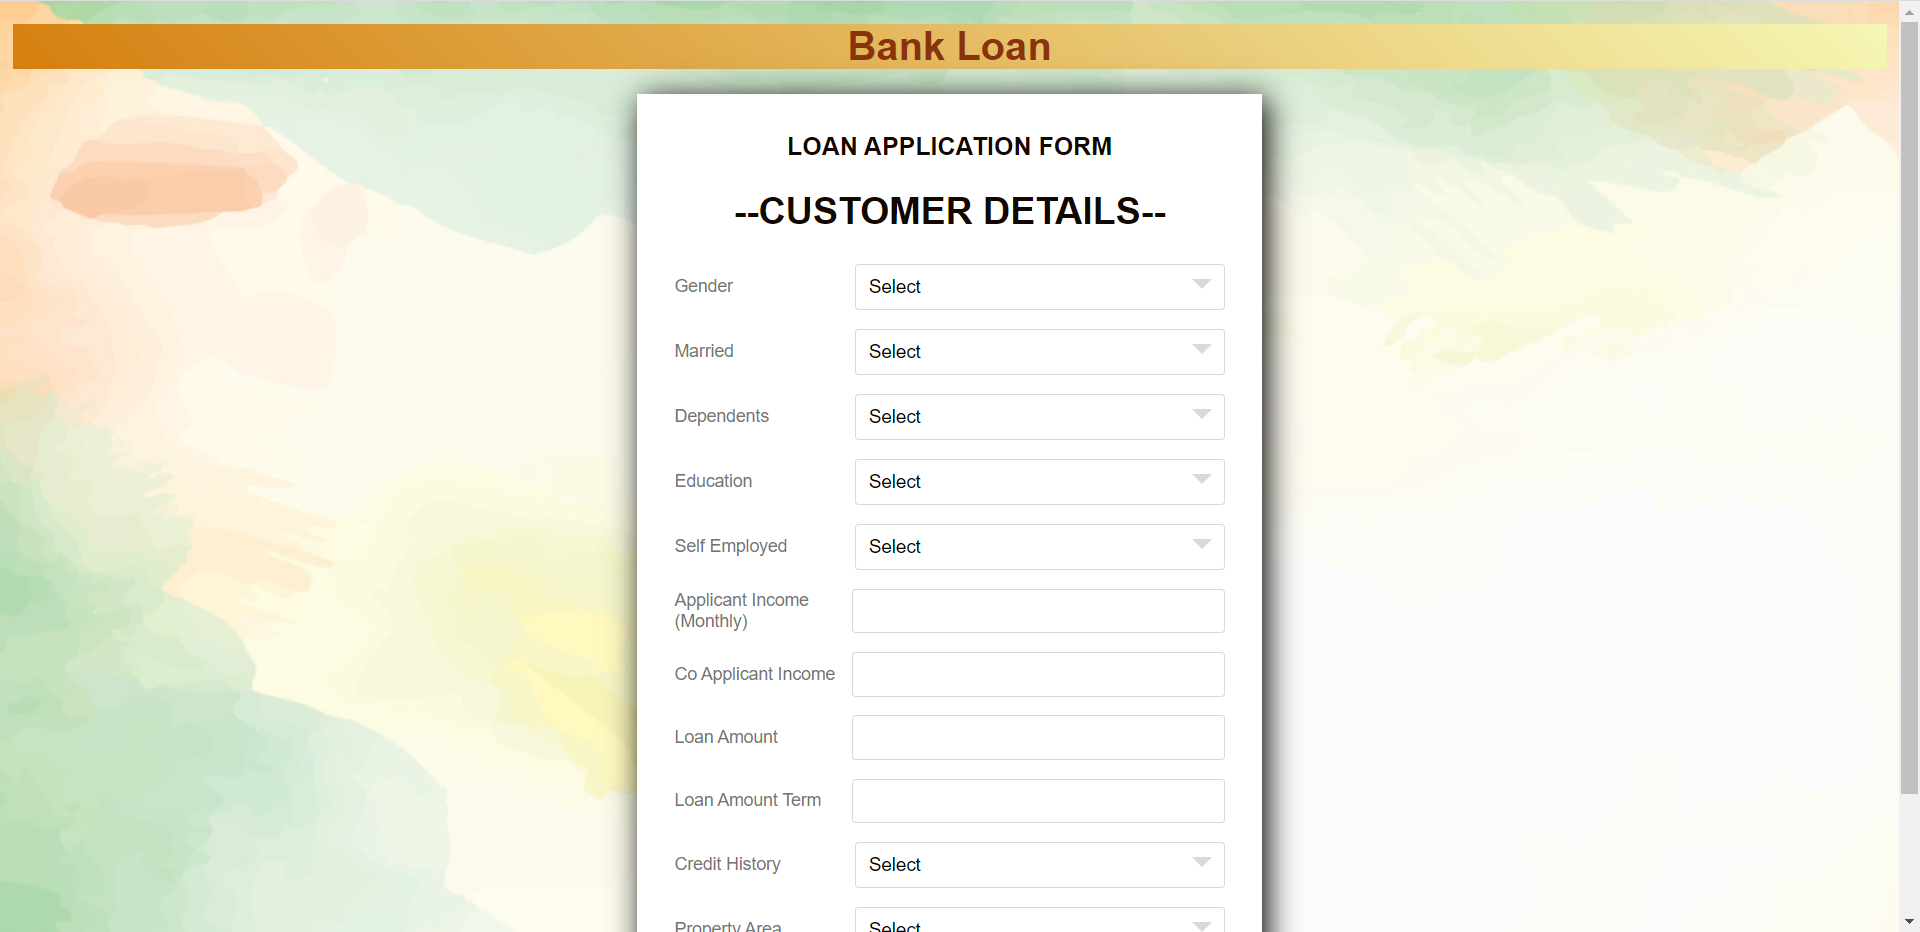 Bank Loan
LOAN APPLICATION FORM
--CUSTOMER DETAILS--
Gender Select
Married Select
Dependents Select
Education Select
Self Employed Select
Applicant Income
(Monthly)
Co Applicant Income
Loan Amount
Loan Amount Term
Credit History Select
Property Area Select